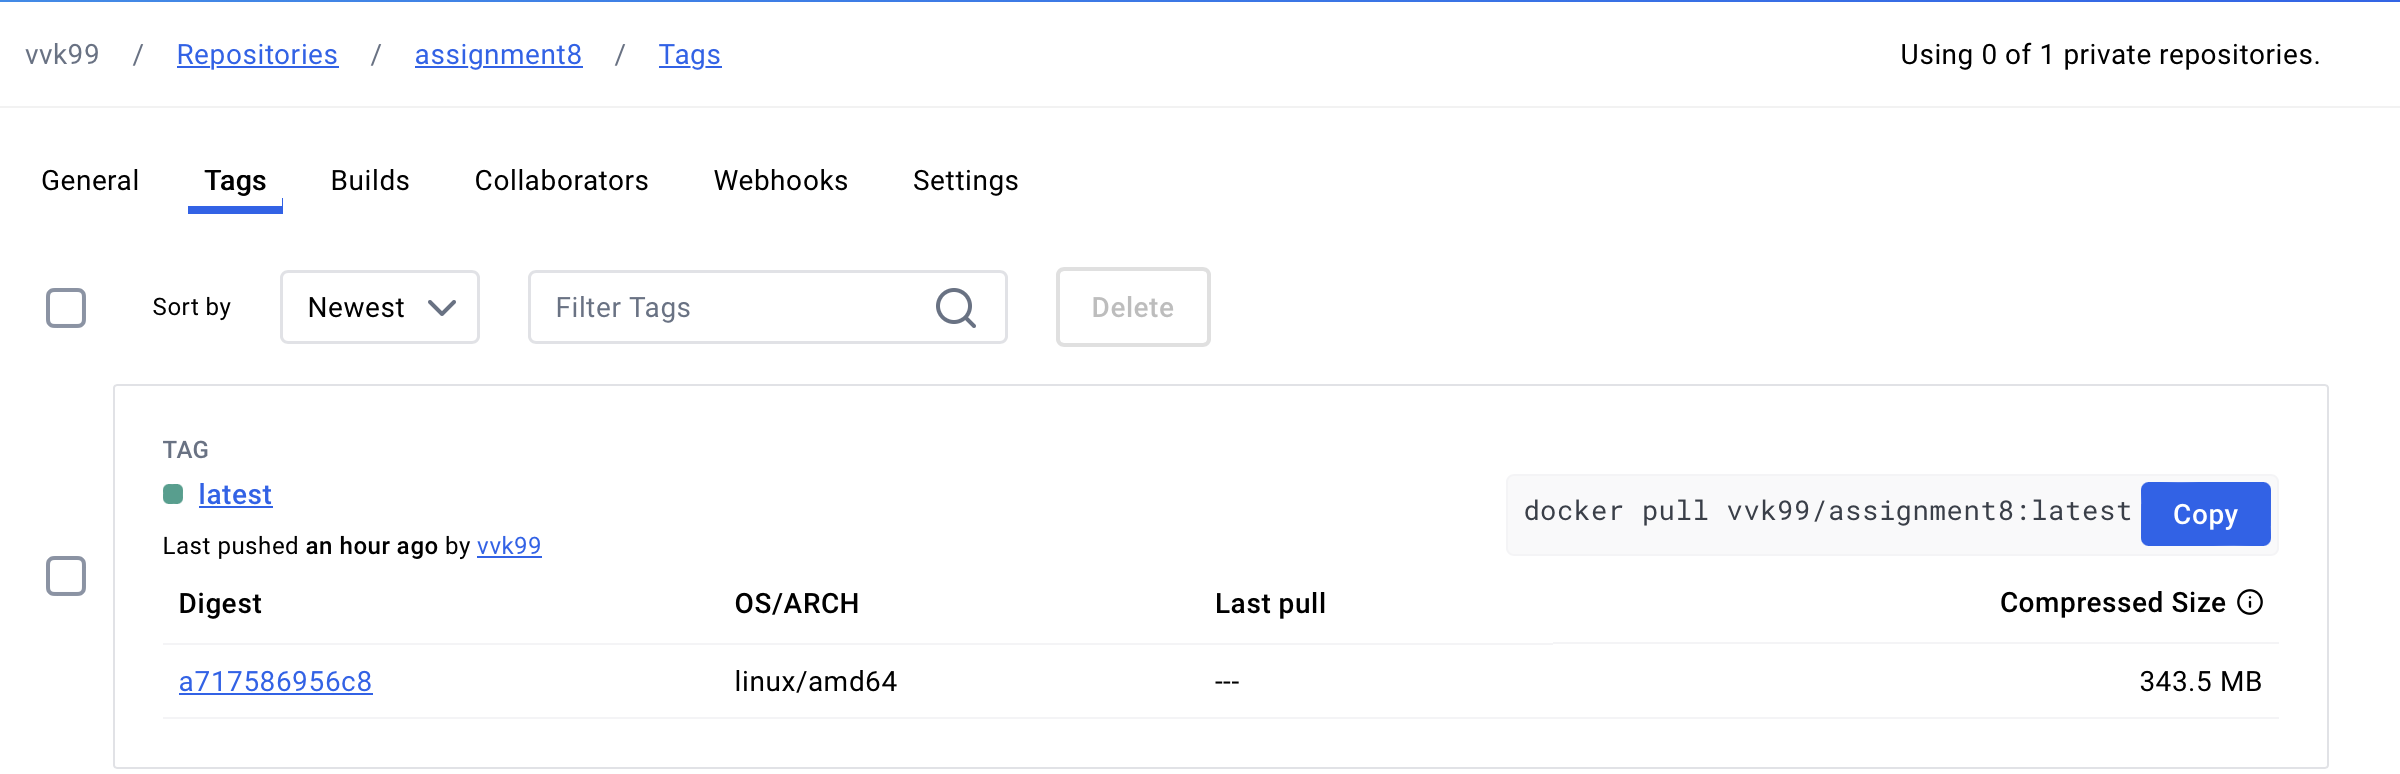 vvk99 / Repositories / assignment8 / Tags
Using 0 of 1 private repositories.
General Tags Builds Collaborators Webhooks Settings
Sort by Newest Filter Tags Delete
TAG
latest
docker pull vvk99/assignment8:latest Copy
Last pushed an hour ago by vvk99
Digest OS/ARCH Last pull Compressed Size
a717586956c8 linux/amd64 --- 343.5 MB